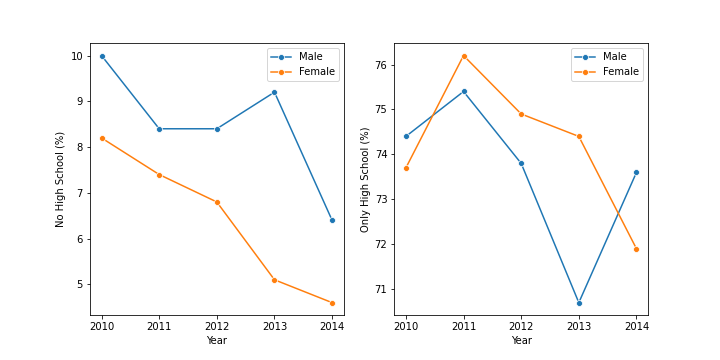 No High School (%)
10
9
8
7
6
5
Male
Female
2010 2011 2012 2013 2014
Year
Only High School (%)
76
75
74
73
72
71
Male
Female
2010 2011 2012 2013 2014
Year